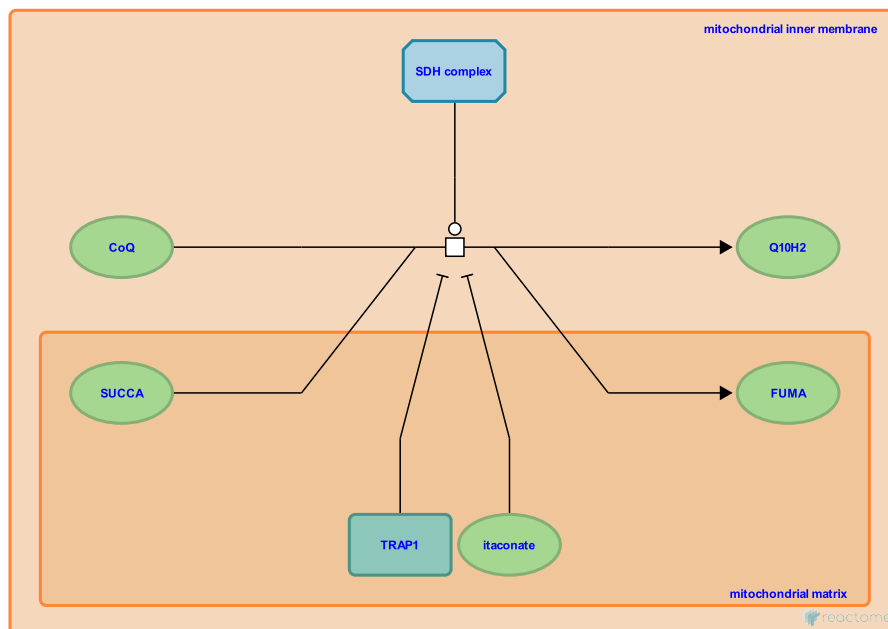 mitochondrial inner membrane
SDH complex
CoQ
Q10H2
SUCCA
FUMA
TRAP1
itaconate
mitochondrial matrix
reactome